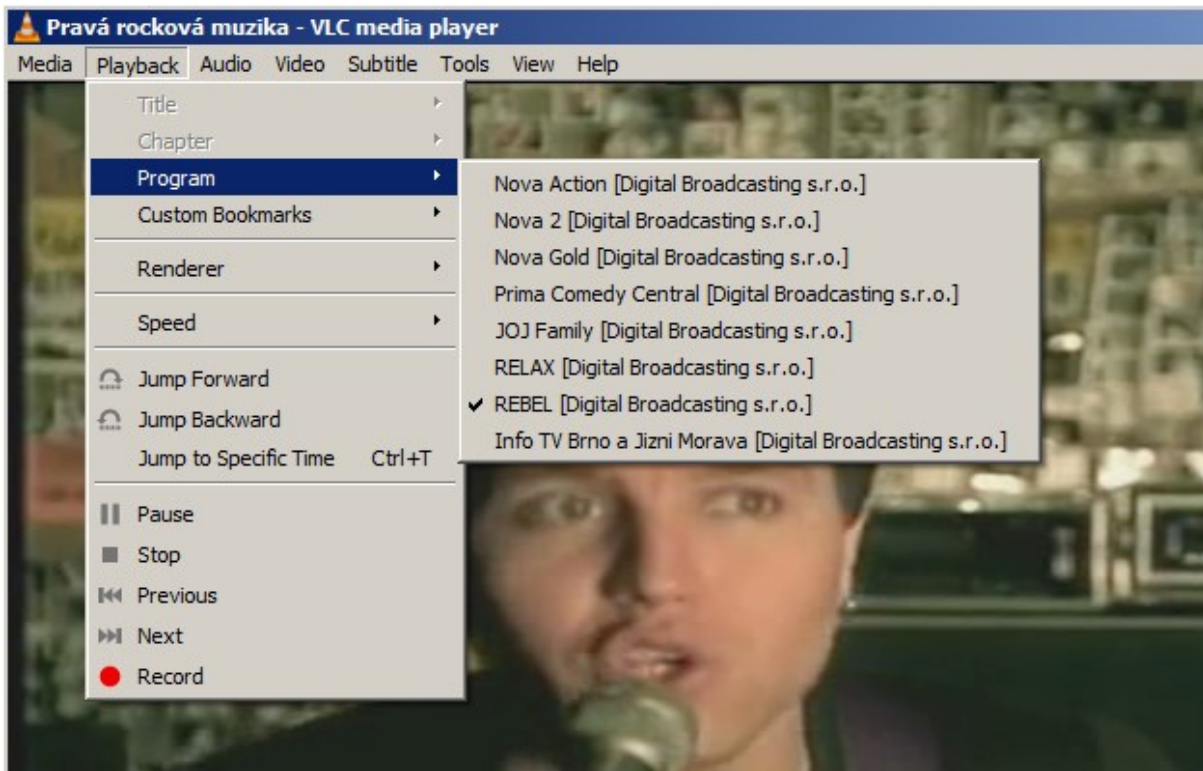 Pravá rocková muzika - VLC media player
Media Playback Audio Video Subtitle Tools View Help
Title
Chapter
Program
Custom Bookmarks
Renderer
Speed
Jump Forward
Jump Backward
Jump to Specific Time Ctrl+T
Pause
Stop
Previous
Next
Record
Nova Action [Digital Broadcasting s.r.o.]
Nova 2 [Digital Broadcasting s.r.o.]
Nova Gold [Digital Broadcasting s.r.o.]
Prima Comedy Central [Digital Broadcasting s.r.o.]
JOJ Family [Digital Broadcasting s.r.o.]
RELAX [Digital Broadcasting s.r.o.]
REBEL [Digital Broadcasting s.r.o.]
Info TV Brno a Jizni Morava [Digital Broadcasting s.r.o.]